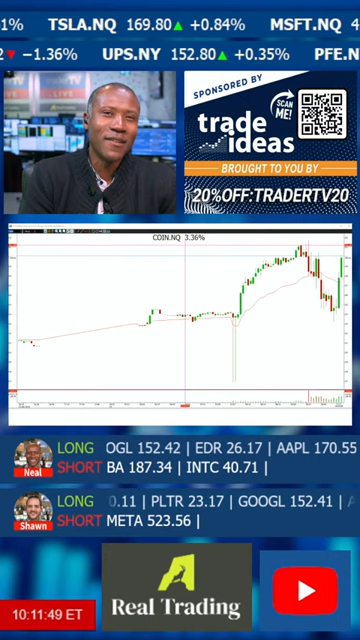 1% TSLA.NQ 169.80▲ +0.84% MSFT.NQ 4
2▼ −1.36% UPS.NY 152.80▲ +0.35% PFE.N
SPONSORED BY
SCAN ME!
trade ideas
BROUGHT TO YOU BY
20%OFF:TRADERTV20
COIN.NQ 3.36%
LONG OGL 152.42 | EDR 26.17 | AAPL 170.55
SHORT BA 187.34 | INTC 40.71 |
Neal
LONG 0.11 | PLTR 23.17 | GOOGL 152.41 | A
SHORT META 523.56 |
Shawn
10:11:49 ET
Real Trading